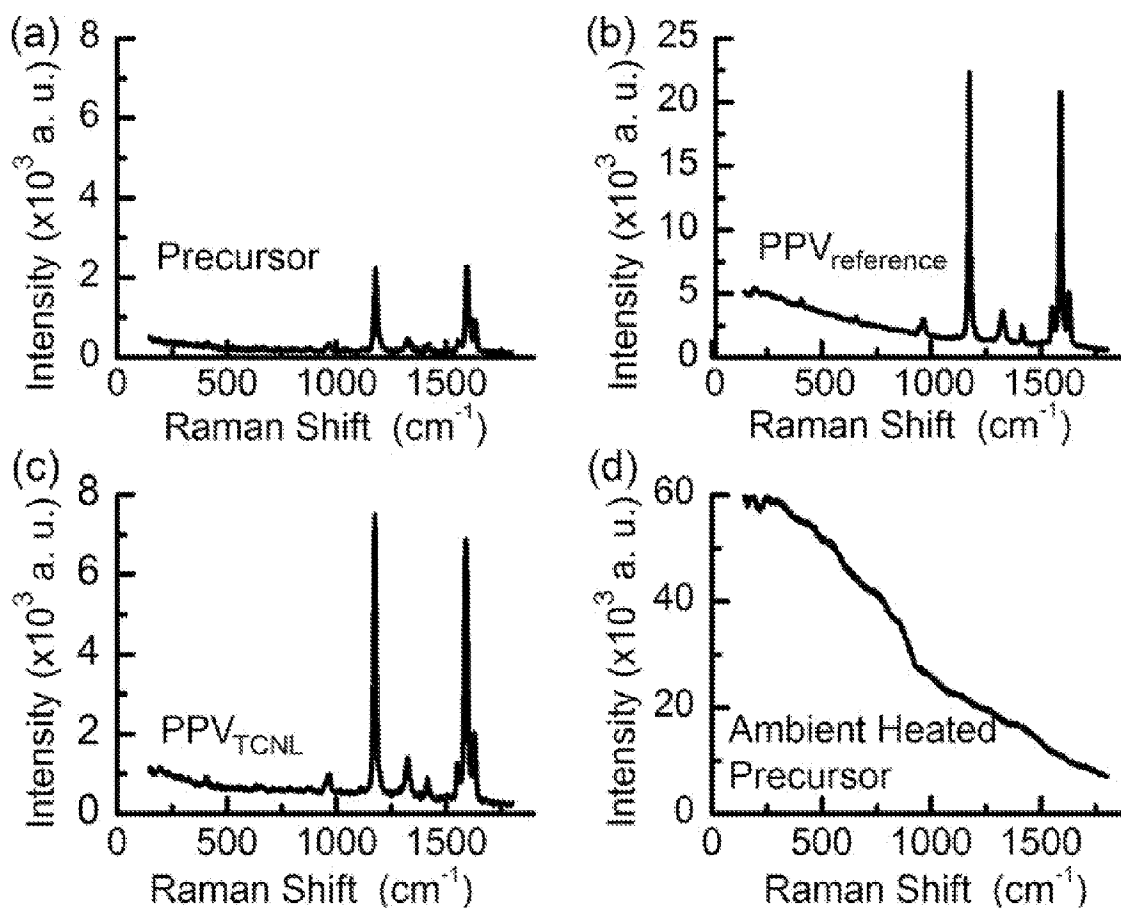 (a)
8
6
4
2
0
Intensity (x10³ a. u.)
Precursor
0 500 1000 1500
Raman Shift (cm⁻¹)
(b)
25
20
15
10
5
0
Intensity (x10³ a. u.)
PPVreference
0 500 1000 1500
Raman Shift (cm⁻¹)
(c)
8
6
4
2
0
Intensity (x10³ a. u.)
PPVTCNL
0 500 1000 1500
Raman Shift (cm⁻¹)
(d)
60
40
20
0
Intensity (x10³ a. u.)
Ambient Heated
Precursor
0 500 1000 1500
Raman Shift (cm⁻¹)